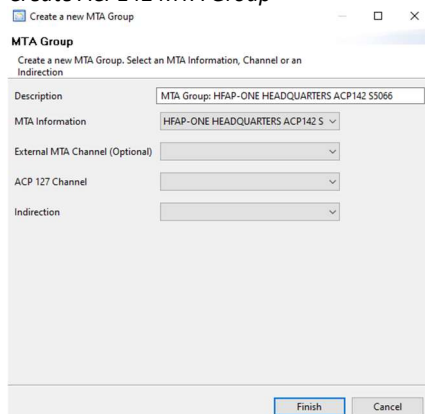 Create ACP142 MTA Group
Create a new MTA Group
MTA Group
Create a new MTA Group. Select an MTA Information, Channel or an
Indirection
Description MTA Group: HFAP-ONE HEADQUARTERS ACP142 S5066
MTA Information HFAP-ONE HEADQUARTERS ACP142 S
External MTA Channel (Optional)
ACP 127 Channel
Indirection
Finish Cancel